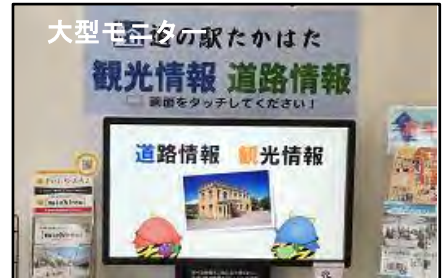 大型モニター
道の駅たかはた
観光情報 道路情報
画面をタッチしてください!
道路情報 観光情報